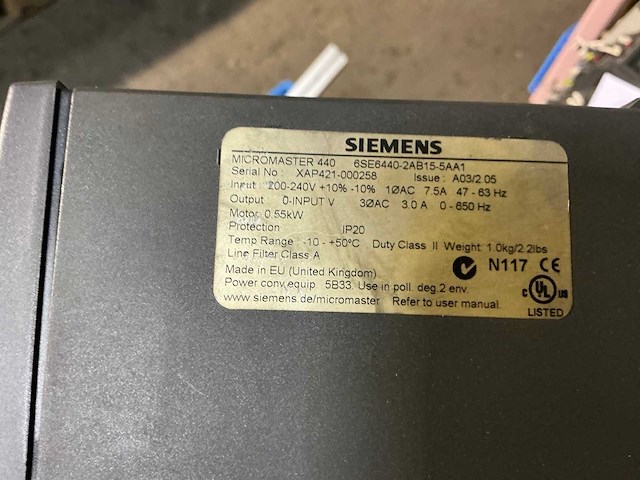 SIEMENS
MICROMASTER 440 6SE6440-2AB15-5AA1
Serial No: XAP421-000258 Issue: A03/2.05
Input 200-240V +10% -10% 1ØAC 7.5A 47-63 Hz
Output 0-INPUT V 3ØAC 3.0 A 0-650 Hz
Motor 0.55kW
Protection IP20
Temp Range -10 - +50°C Duty Class II Weight 1.0kg/2.2lbs
Line Filter Class A
N117 CE
Made in EU (United Kingdom)
Power conv.equip 5B33. Use in poll. deg.2 env.
c UL us
www.siemens.de/micromaster Refer to user manual.
LISTED